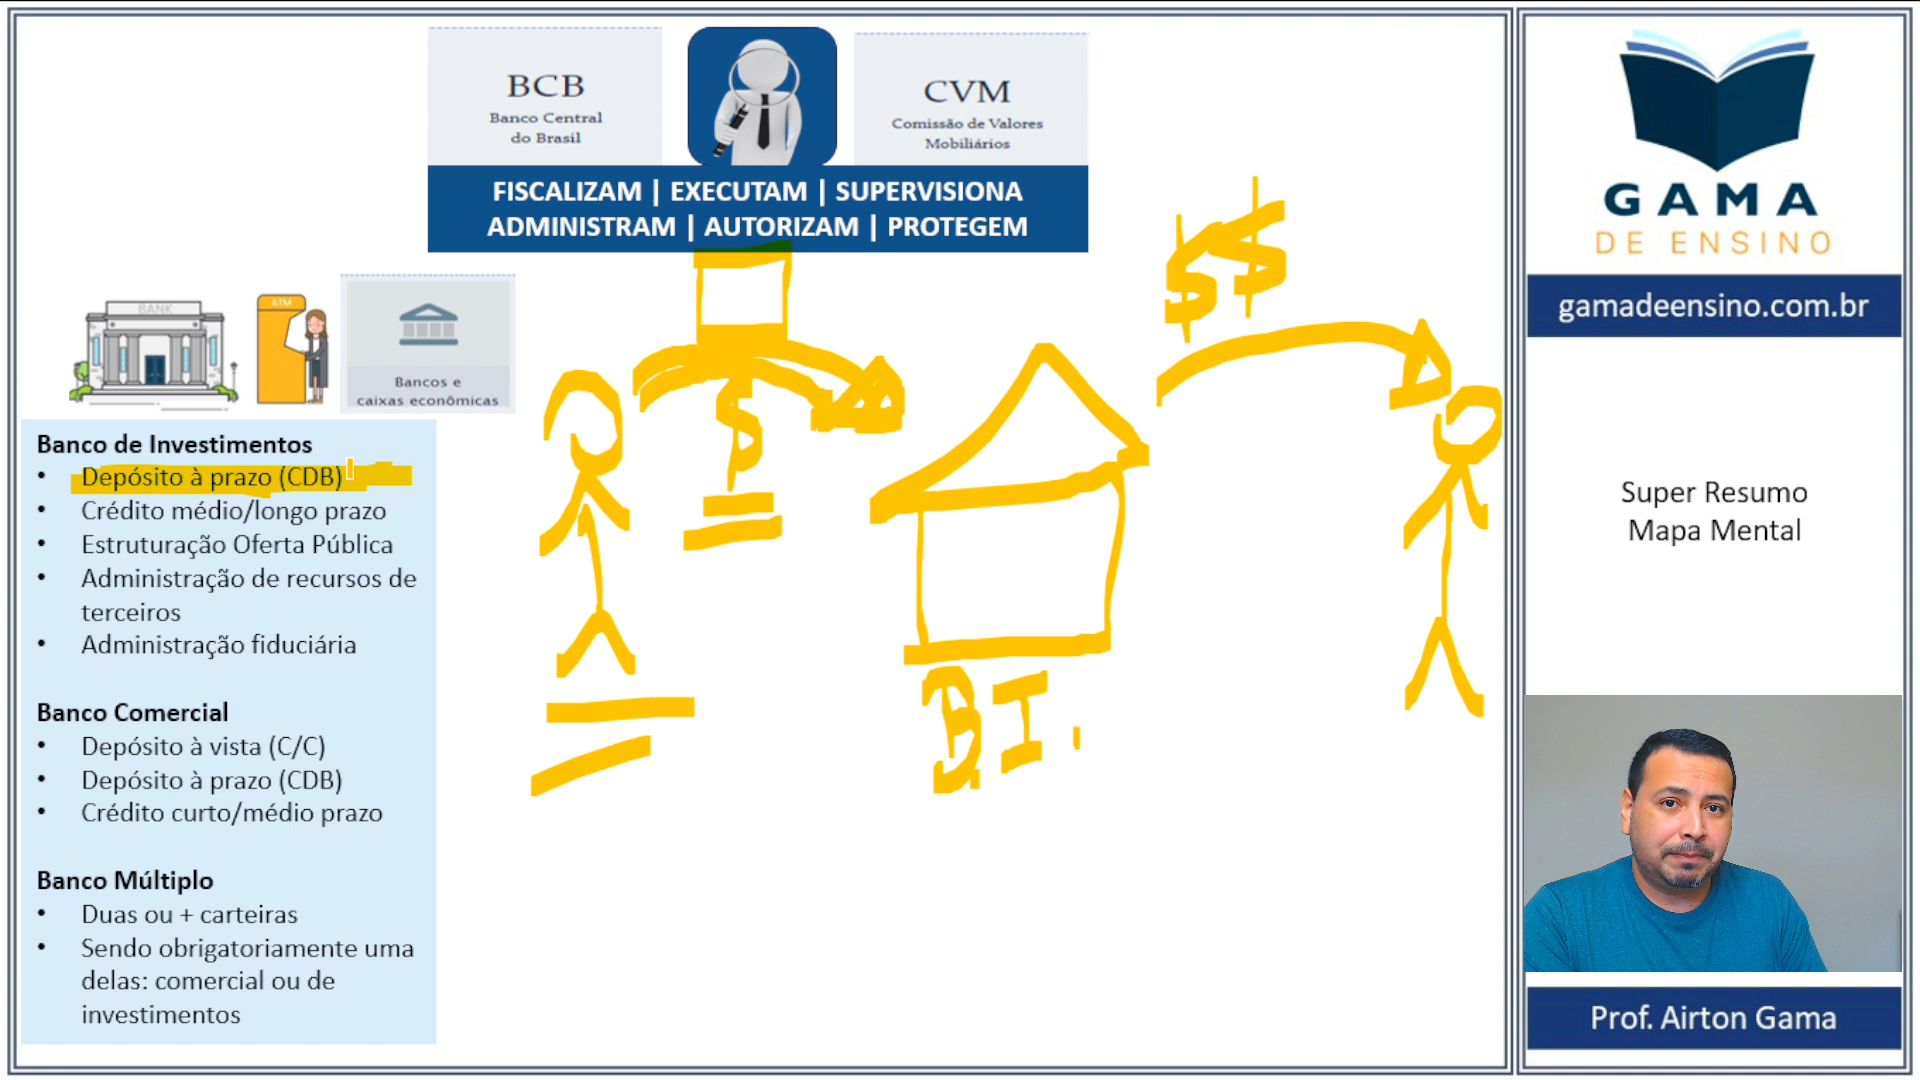 BCB
Banco Central
do Brasil
CVM
Comissão de Valores
Mobiliários
FISCALIZAM | EXECUTAM | SUPERVISIONA
ADMINISTRAM | AUTORIZAM | PROTEGEM
BANK
ATM
Bancos e
caixas econômicas
Banco de Investimentos
• Depósito à prazo (CDB)
• Crédito médio/longo prazo
• Estruturação Oferta Pública
• Administração de recursos de
terceiros
• Administração fiduciária
Banco Comercial
• Depósito à vista (C/C)
• Depósito à prazo (CDB)
• Crédito curto/médio prazo
Banco Múltiplo
• Duas ou + carteiras
• Sendo obrigatoriamente uma
delas: comercial ou de
investimentos
$
$$
B.I.
GAMA
DE ENSINO
gamadeensino.com.br
Super Resumo
Mapa Mental
Prof. Airton Gama